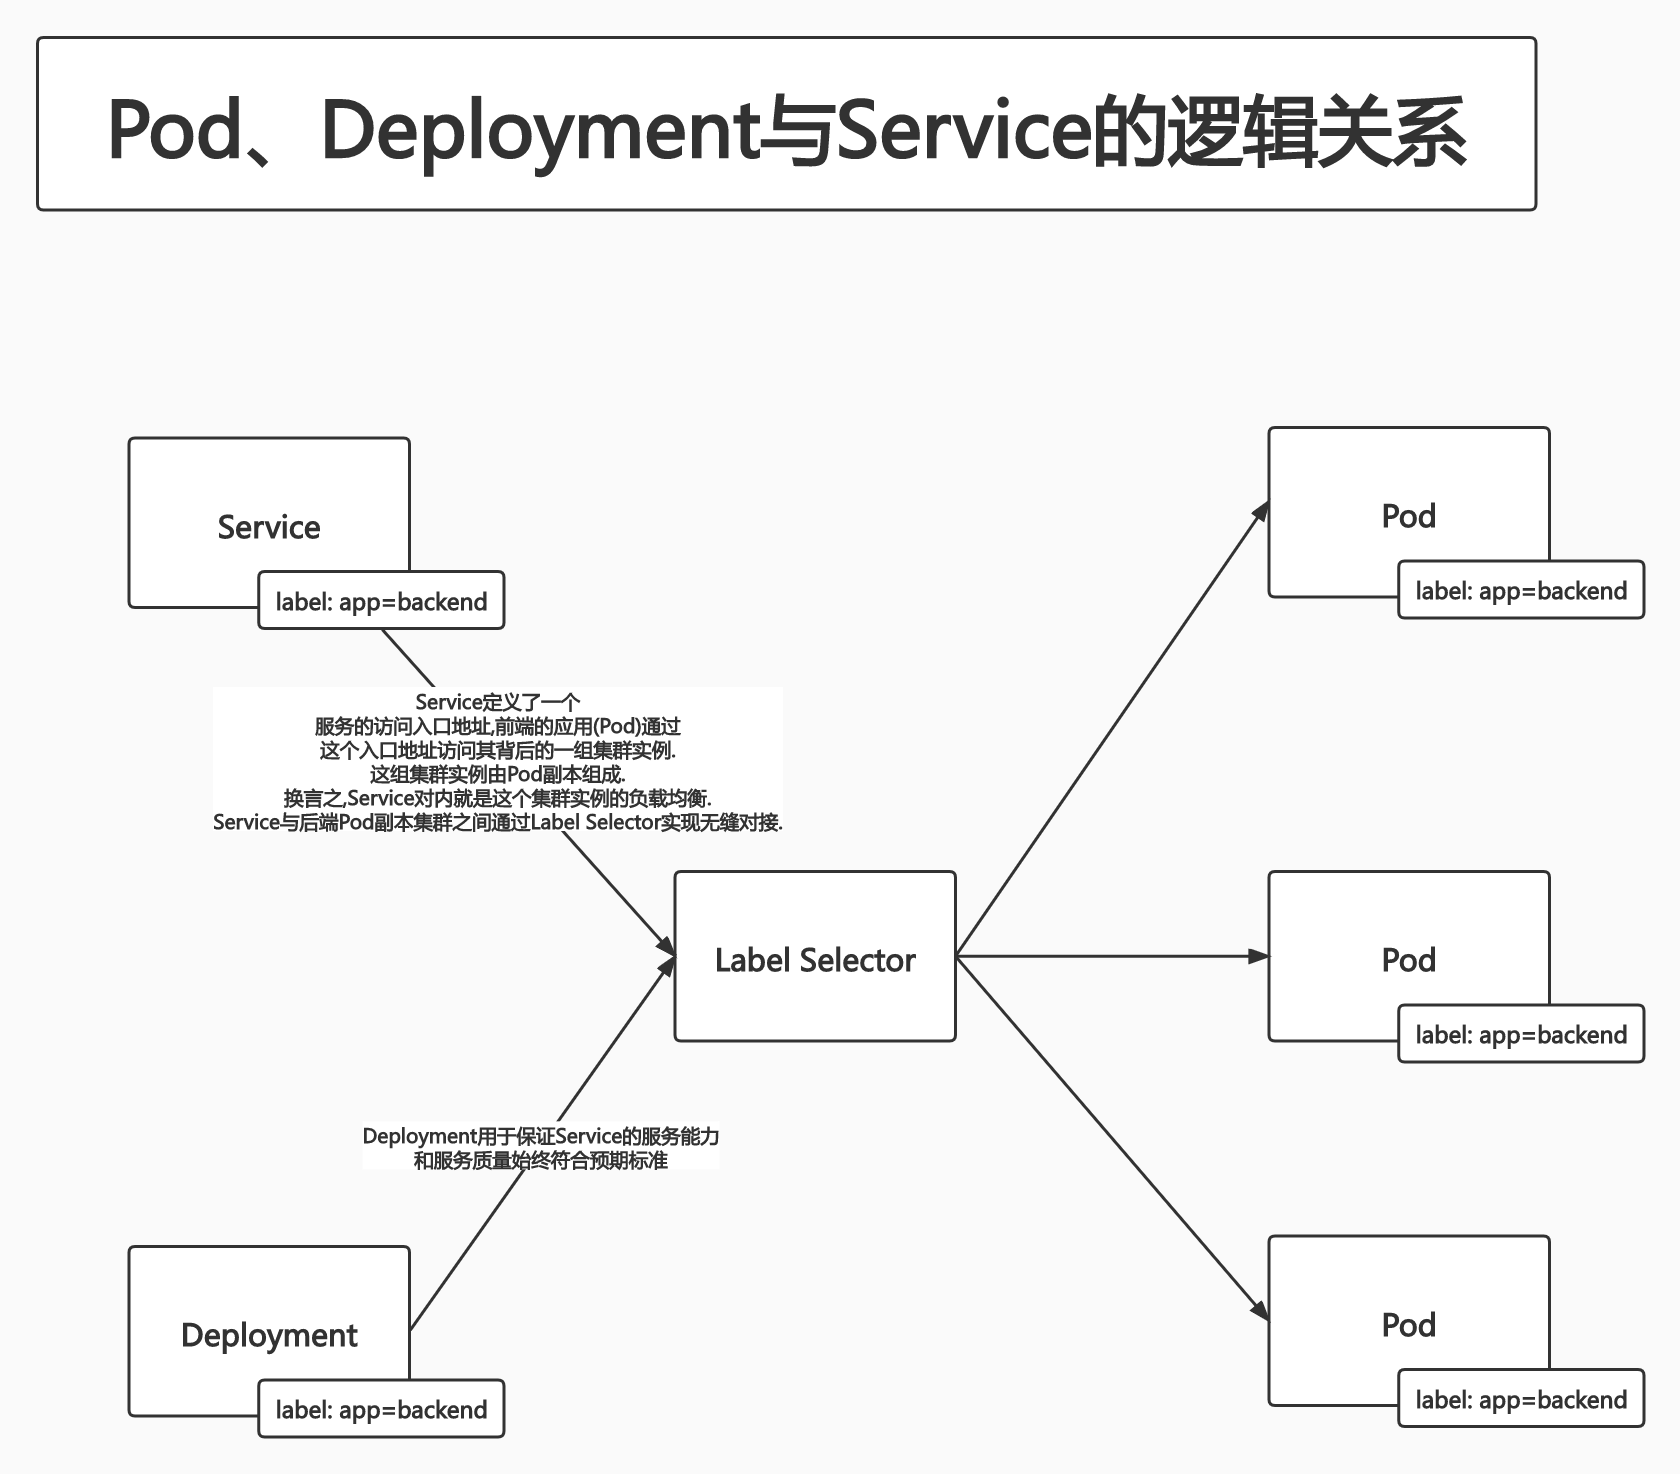 Pod、Deployment与Service的逻辑关系
Service
label: app=backend
Pod
label: app=backend
Service定义了一个
服务的访问入口地址,前端的应用(Pod)通过
这个入口地址访问其背后的一组集群实例.
这组集群实例由Pod副本组成.
换言之,Service对内就是这个集群实例的负载均衡.
Service与后端Pod副本集群之间通过Label Selector实现无缝对接.
Label Selector
Pod
label: app=backend
Deployment用于保证Service的服务能力
和服务质量始终符合预期标准
Deployment
label: app=backend
Pod
label: app=backend